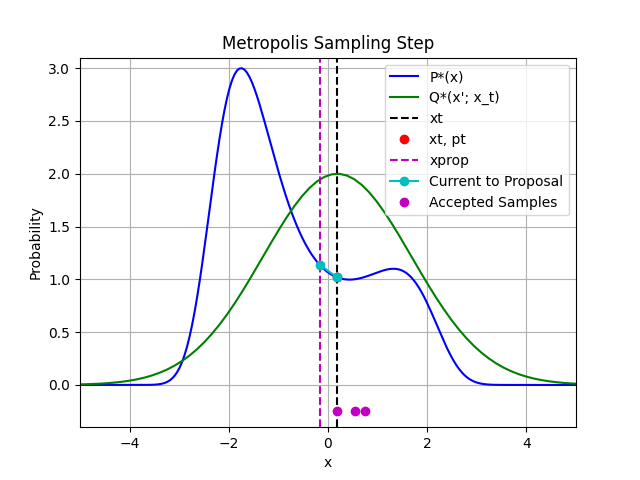 Metropolis Sampling Step
3.0
2.5
2.0
1.5
1.0
0.5
0.0
Probability
P*(x)
Q*(x'; x_t)
xt
xt, pt
xprop
Current to Proposal
Accepted Samples
−4 −2 0 2 4
x